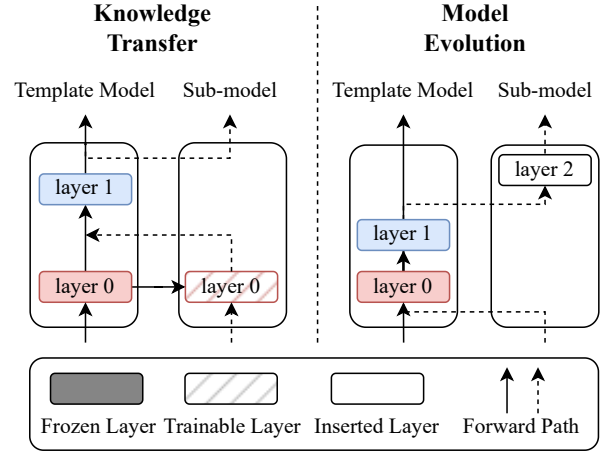 Knowledge
Transfer
Model
Evolution
Template Model
Sub-model
Template Model
Sub-model
layer 1
layer 0
layer 0
layer 2
layer 1
layer 0
Frozen Layer
Trainable Layer
Inserted Layer
Forward Path